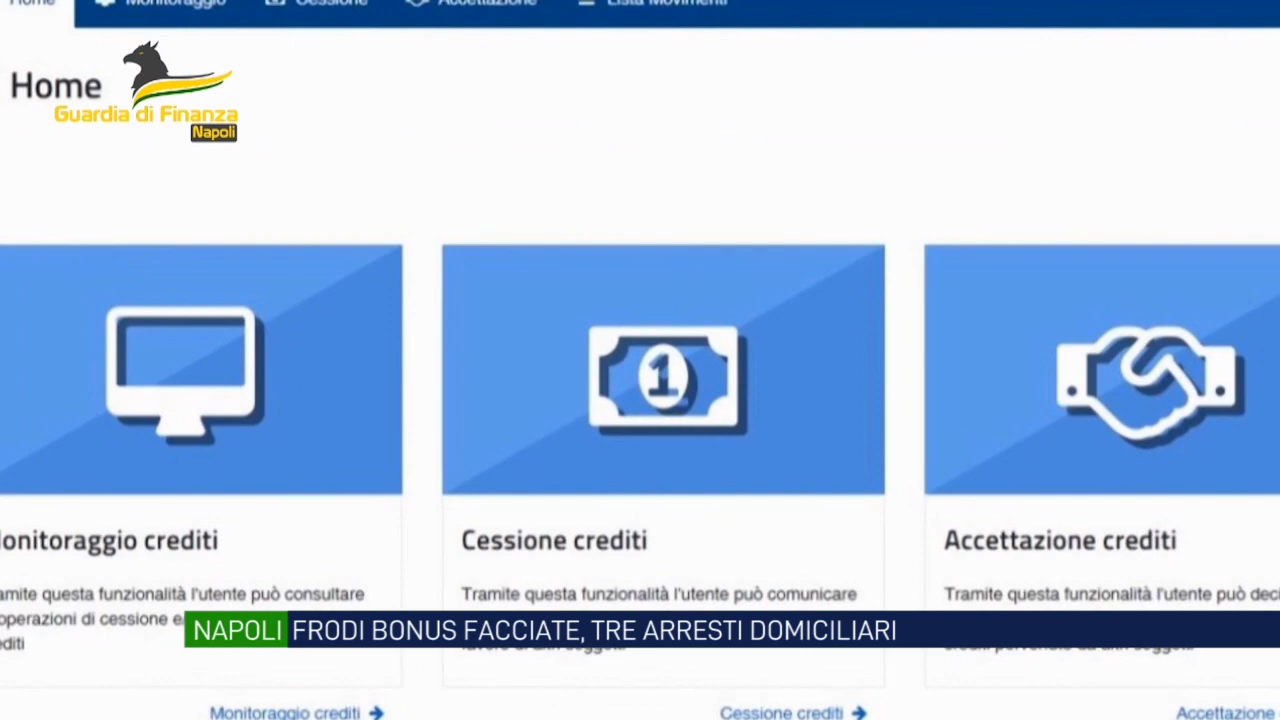 Home Monitoraggio Cessione Accettazione Lista Movimenti
Home
Guardia di Finanza
Napoli
onitoraggio crediti
Cessione crediti
Accettazione crediti
amite questa funzionalità l'utente può consultare
operazioni di cessione e
editi
Tramite questa funzionalità l'utente può comunicare
Tramite questa funzionalità l'utente può deci
NAPOLI FRODI BONUS FACCIATE, TRE ARRESTI DOMICILIARI
Monitoraggio crediti
Cessione crediti
Accettazione